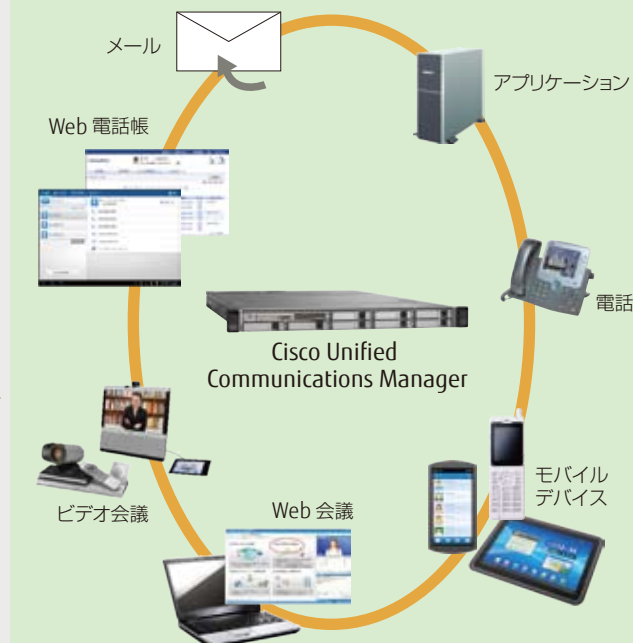 メール
アプリケーション
Web 電話帳
電話
Cisco Unified
Communications Manager
モバイル
デバイス
ビデオ会議
Web 会議